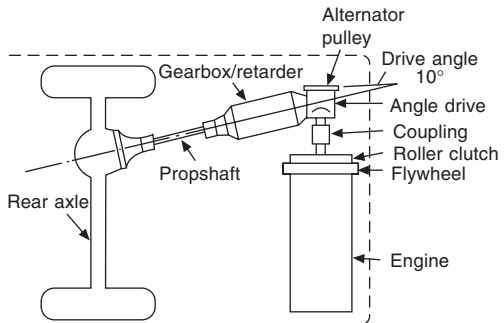 Alternator
pulley
Drive angle
10°
Gearbox/retarder
Angle drive
Coupling
Roller clutch
Flywheel
Propshaft
Rear axle
Engine